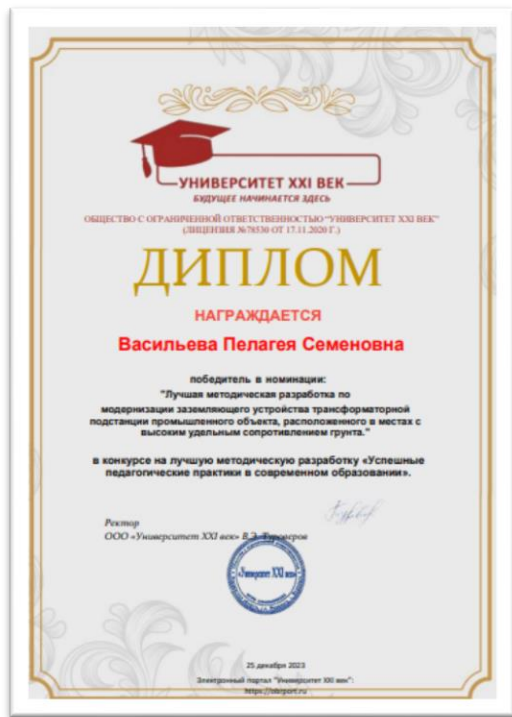 УНИВЕРСИТЕТ XXI ВЕК
БУДУЩЕЕ НАЧИНАЕТСЯ ЗДЕСЬ
ОБЩЕСТВО С ОГРАНИЧЕННОЙ ОТВЕТСТВЕННОСТЬЮ "УНИВЕРСИТЕТ XXI ВЕК"
(ЛИЦЕНЗИЯ №78530 ОТ 17.11.2020 Г.)
ДИПЛОМ
НАГРАЖДАЕТСЯ
Васильева Пелагея Семеновна
победитель в номинации:
"Лучшая методическая разработка по
модернизации заземляющего устройства трансформаторной
подстанции промышленного объекта, расположенного в местах с
высоким удельным сопротивлением грунта."
в конкурсе на лучшую методическую разработку «Успешные
педагогические практики в современном образовании».
Ректор
ООО «Университет XXI век» В.Э.
«Университет XXI век»
25 декабря 2023
Электронный портал "Университет XXI век":